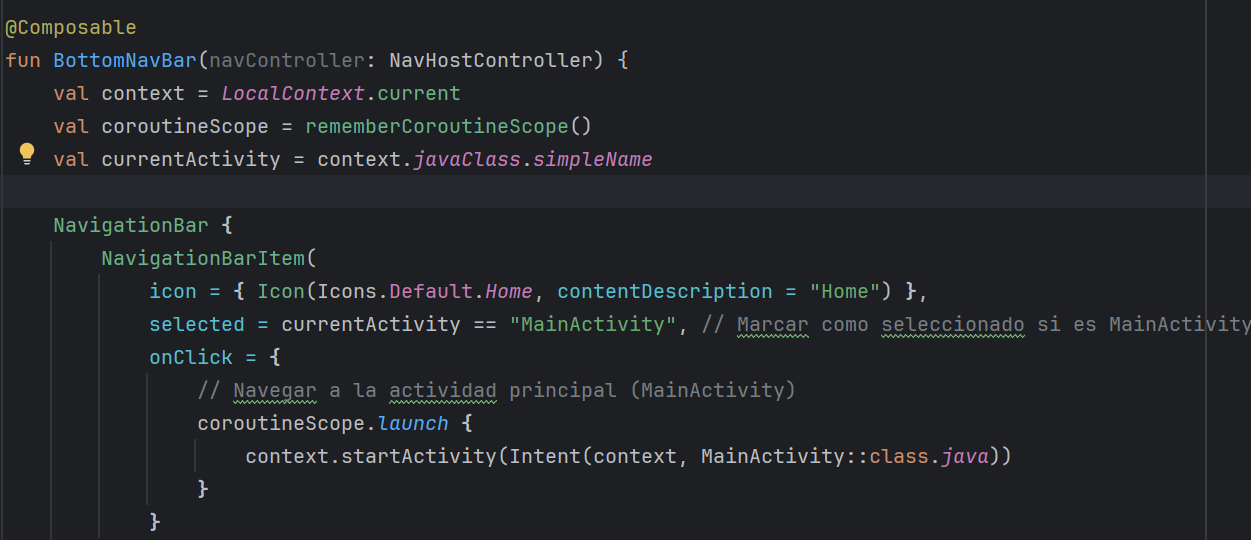 @Composable
fun BottomNavBar(navController: NavHostController) {
    val context = LocalContext.current
    val coroutineScope = rememberCoroutineScope()
    val currentActivity = context.javaClass.simpleName
    NavigationBar {
        NavigationBarItem(
            icon = { Icon(Icons.Default.Home, contentDescription = "Home") },
            selected = currentActivity == "MainActivity", // Marcar como seleccionado si es MainActivity
            onClick = {
                // Navegar a la actividad principal (MainActivity)
                coroutineScope.launch {
                    context.startActivity(Intent(context, MainActivity::class.java))
                }
            }